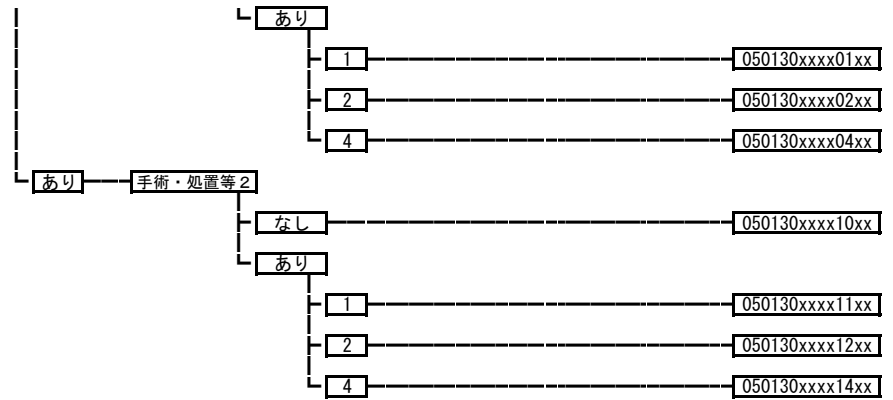 あり
1 050130xxxx01xx
2 050130xxxx02xx
4 050130xxxx04xx
あり 手術・処置等２
なし 050130xxxx10xx
あり
1 050130xxxx11xx
2 050130xxxx12xx
4 050130xxxx14xx